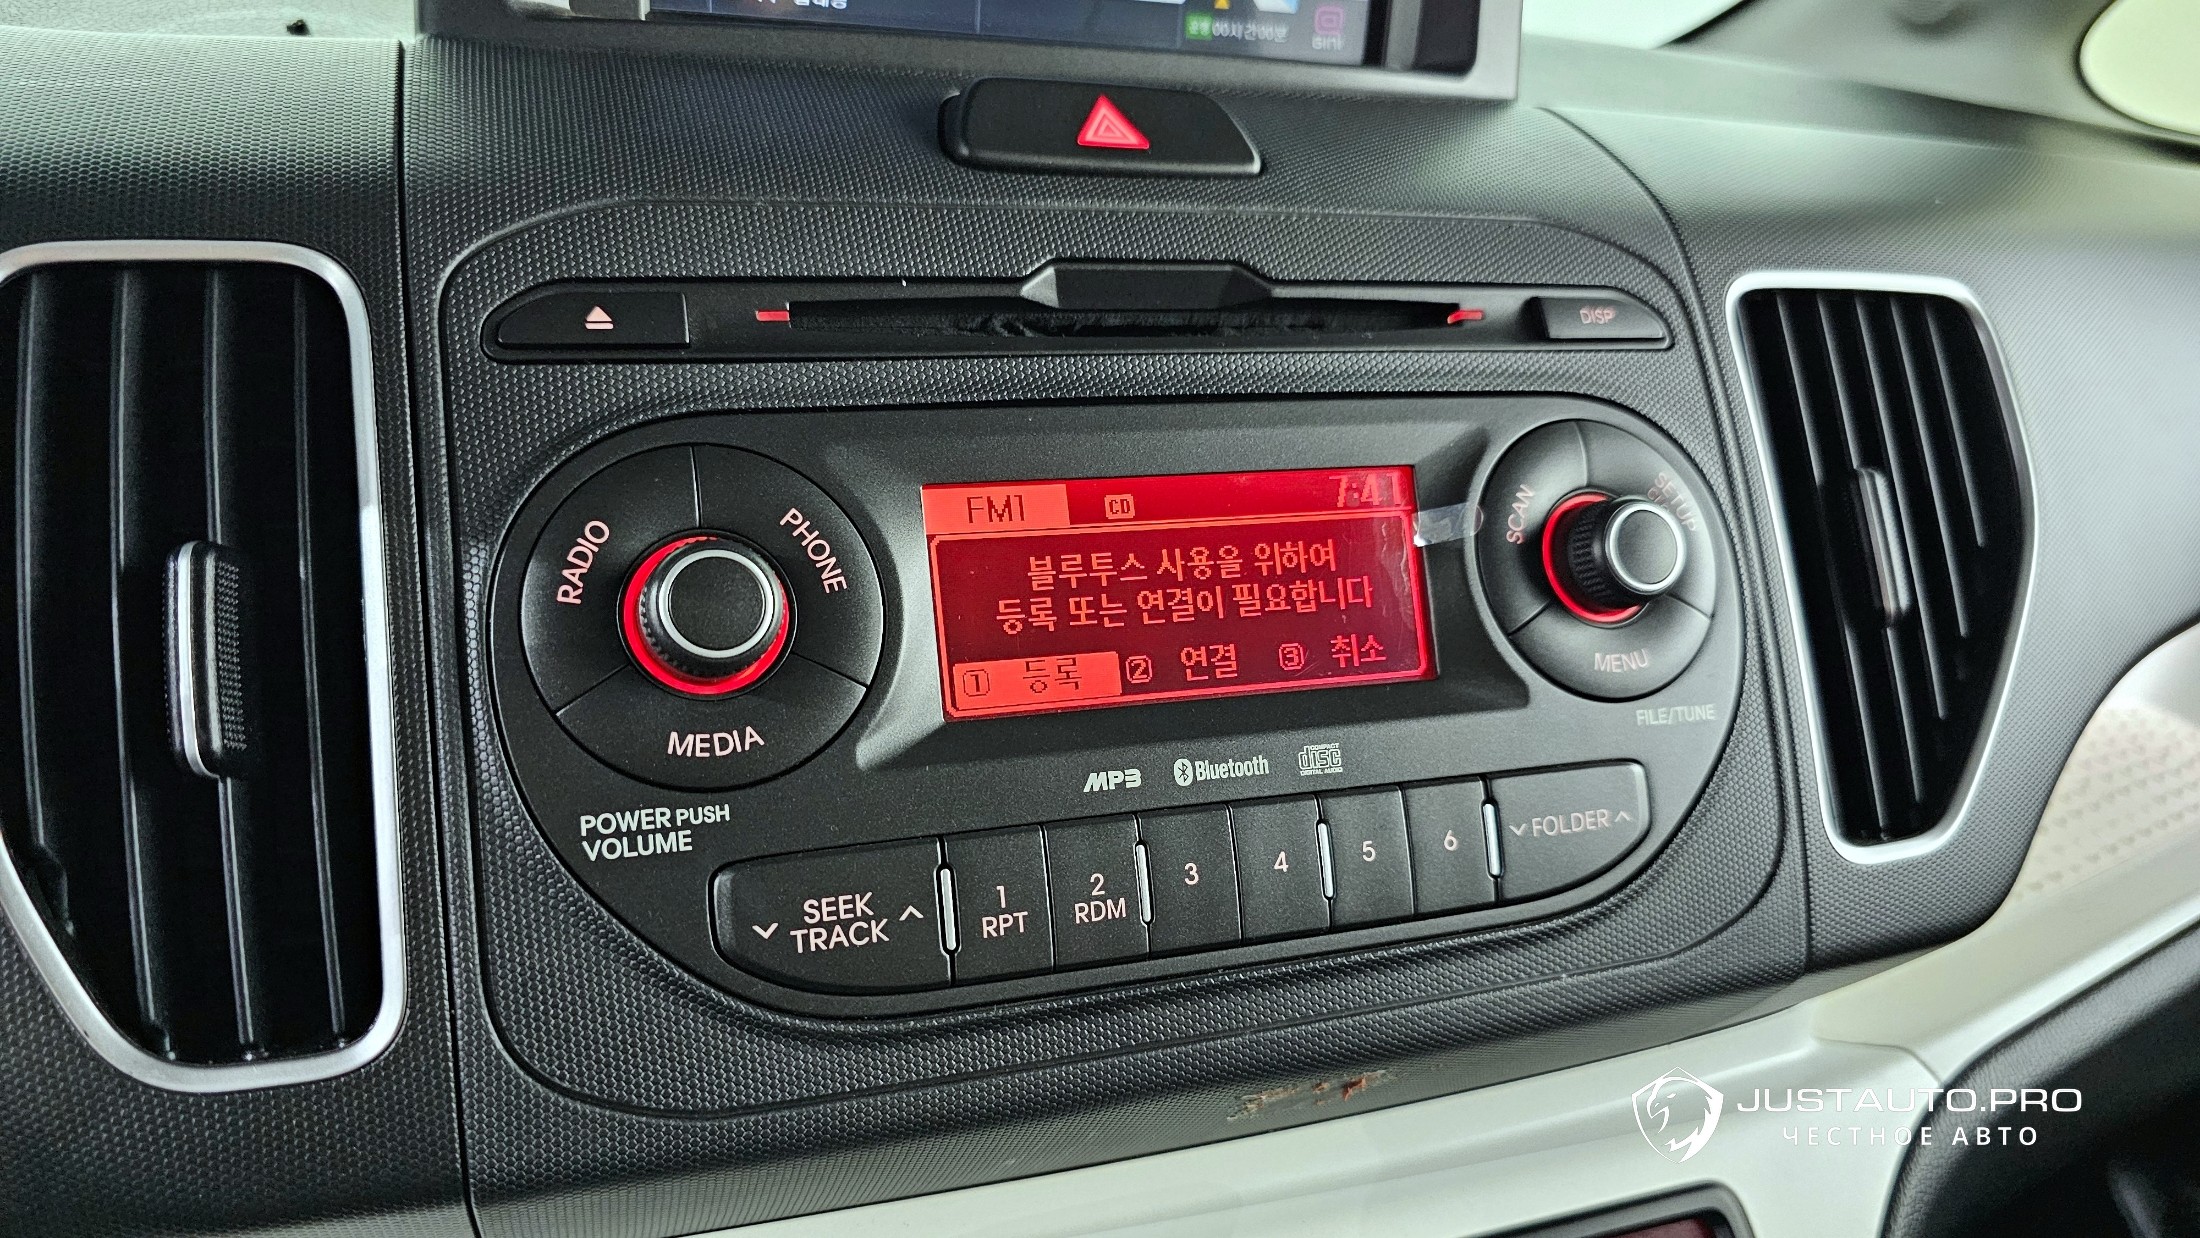 DISP
FM1 CD 7:41
블루투스 사용을 위하여
등록 또는 연결이 필요합니다
1 등록 2 연결 3 취소
RADIO
PHONE
MEDIA
SCAN
SETUP
MENU
FILE/TUNE
POWER PUSH
VOLUME
MP3 Bluetooth COMPACT disc DIGITAL AUDIO
SEEK
TRACK
1
RPT
2
RDM
3
4
5
6
FOLDER
JUSTAUTO.PRO
ЧЕСТНОЕ АВТО